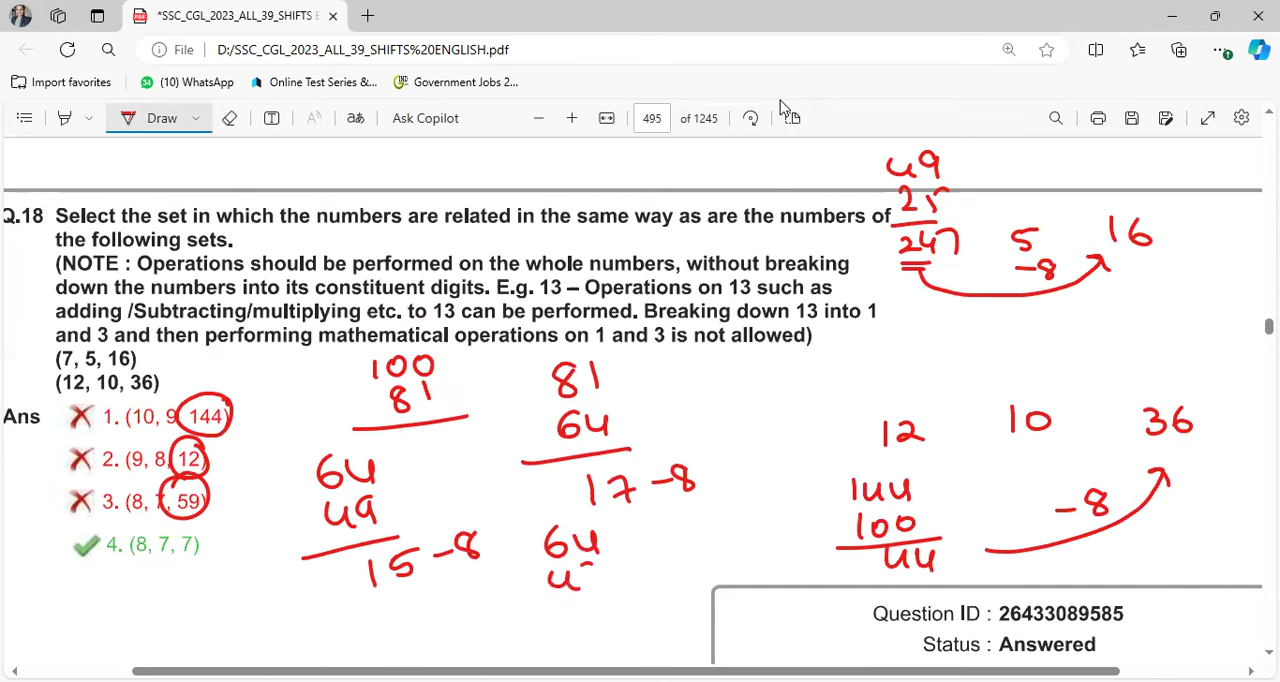 *SSC_CGL_2023_ALL_39_SHIFTS E
File D:/SSC_CGL_2023_ALL_39_SHIFTS%20ENGLISH.pdf
Import favorites (10) WhatsApp Online Test Series &... Government Jobs 2...
Draw Ask Copilot 495 of 1245
49
25
247 5 16
-8
Q.18 Select the set in which the numbers are related in the same way as are the numbers of
the following sets.
(NOTE : Operations should be performed on the whole numbers, without breaking
down the numbers into its constituent digits. E.g. 13 – Operations on 13 such as
adding /Subtracting/multiplying etc. to 13 can be performed. Breaking down 13 into 1
and 3 and then performing mathematical operations on 1 and 3 is not allowed)
(7, 5, 16)
(12, 10, 36)
Ans 1. (10, 9, 144)
2. (9, 8, 12)
3. (8, 7, 59)
4. (8, 7, 7)
100
81
64
49
15 -8
81
64
17 -8
64
12 10 36
144
100
44
-8
Question ID : 26433089585
Status : Answered